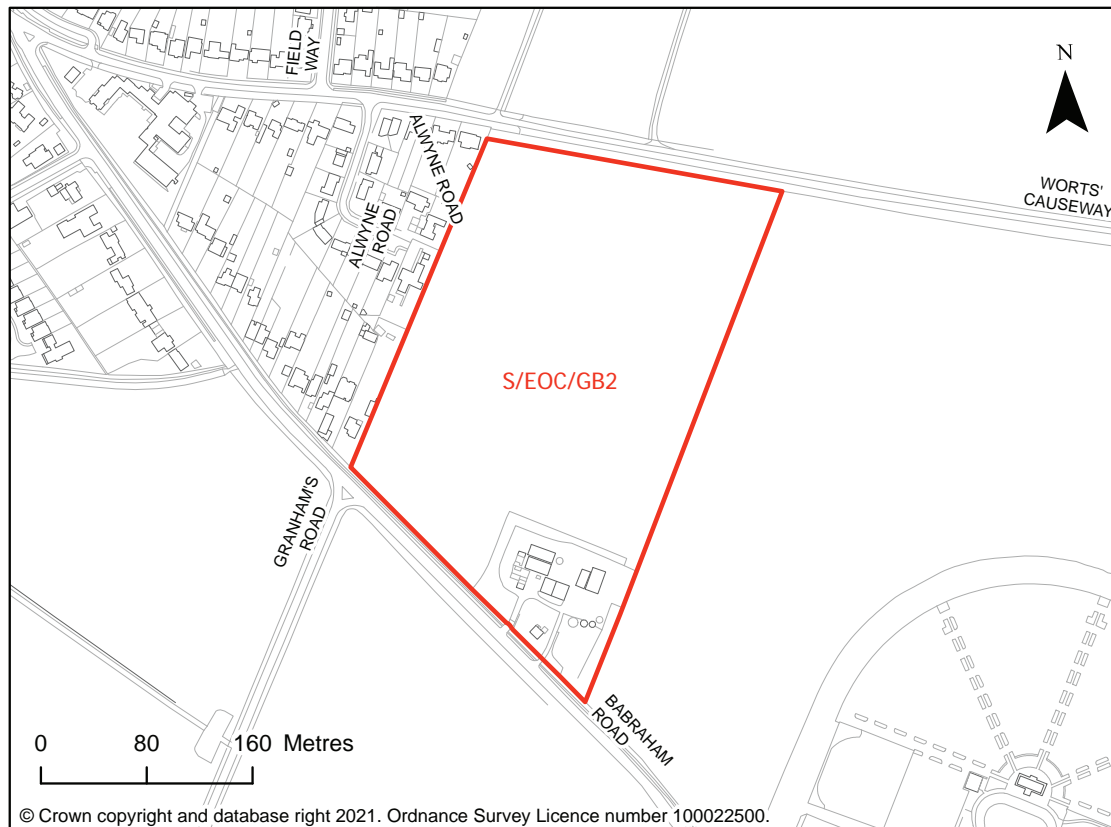 FIELD
WAY
N
ALWYNE ROAD
WORTS'
CAUSEWAY
ALWYNE
ROAD
S/EOC/GB2
GRANHAM'S
ROAD
BABRAHAM
ROAD
0 80 160 Metres
© Crown copyright and database right 2021. Ordnance Survey Licence number 100022500.